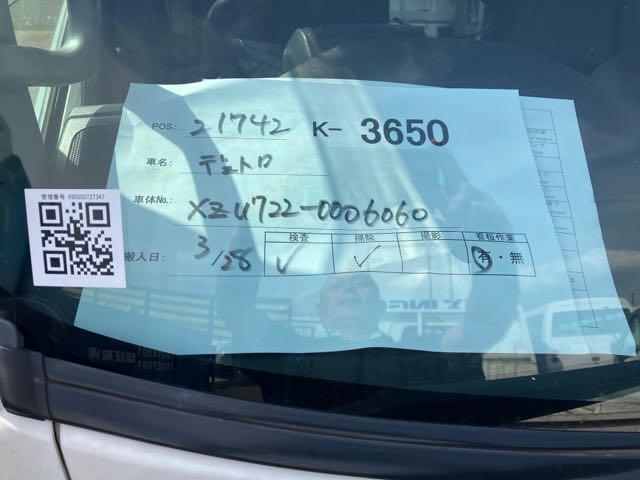 POS: 21742 K- 3650
車名: デュトロ
車体No.: XZU722-0006060
受理番号 990000727347
搬入日: 3/28
検査 掃除 撮影 看板作業
✓ ✓ 有・無